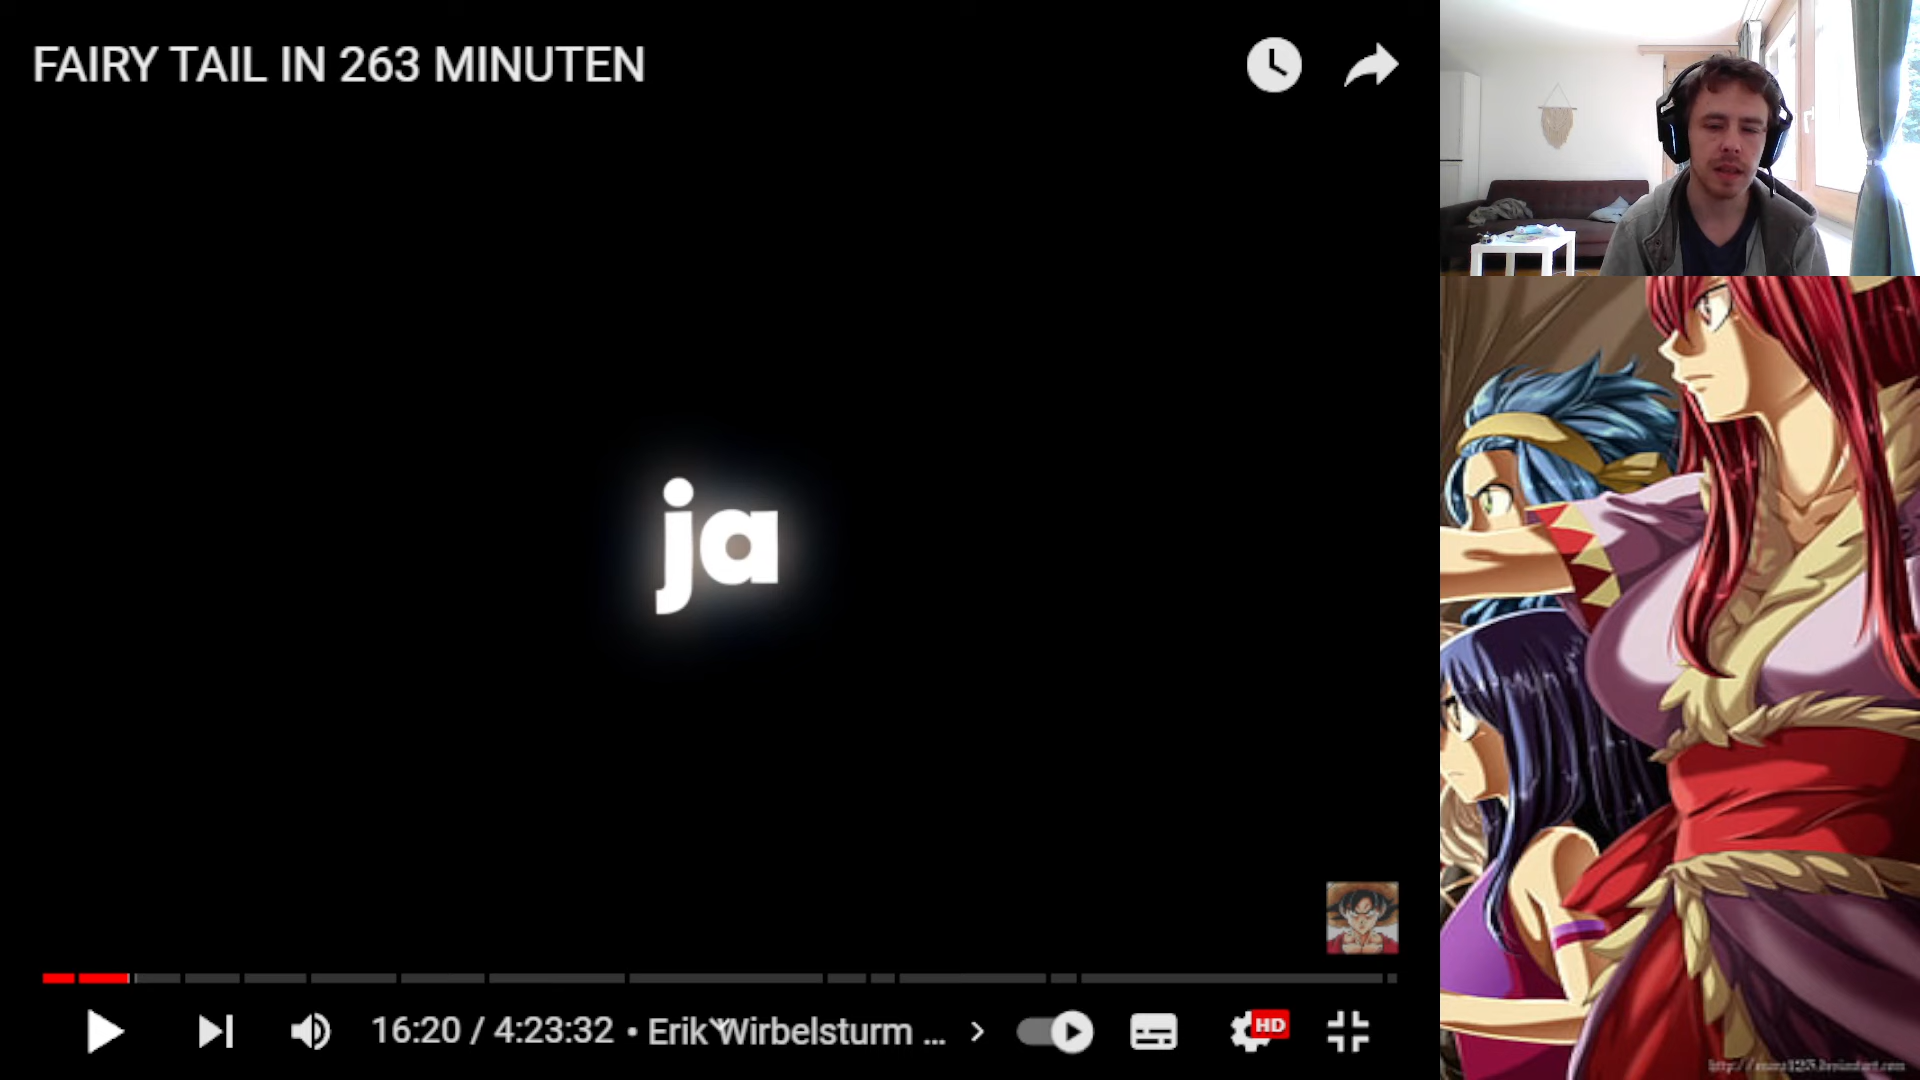 FAIRY TAIL IN 263 MINUTEN
ja
16:20 / 4:23:32 • Erik Wirbelsturm ...
HD